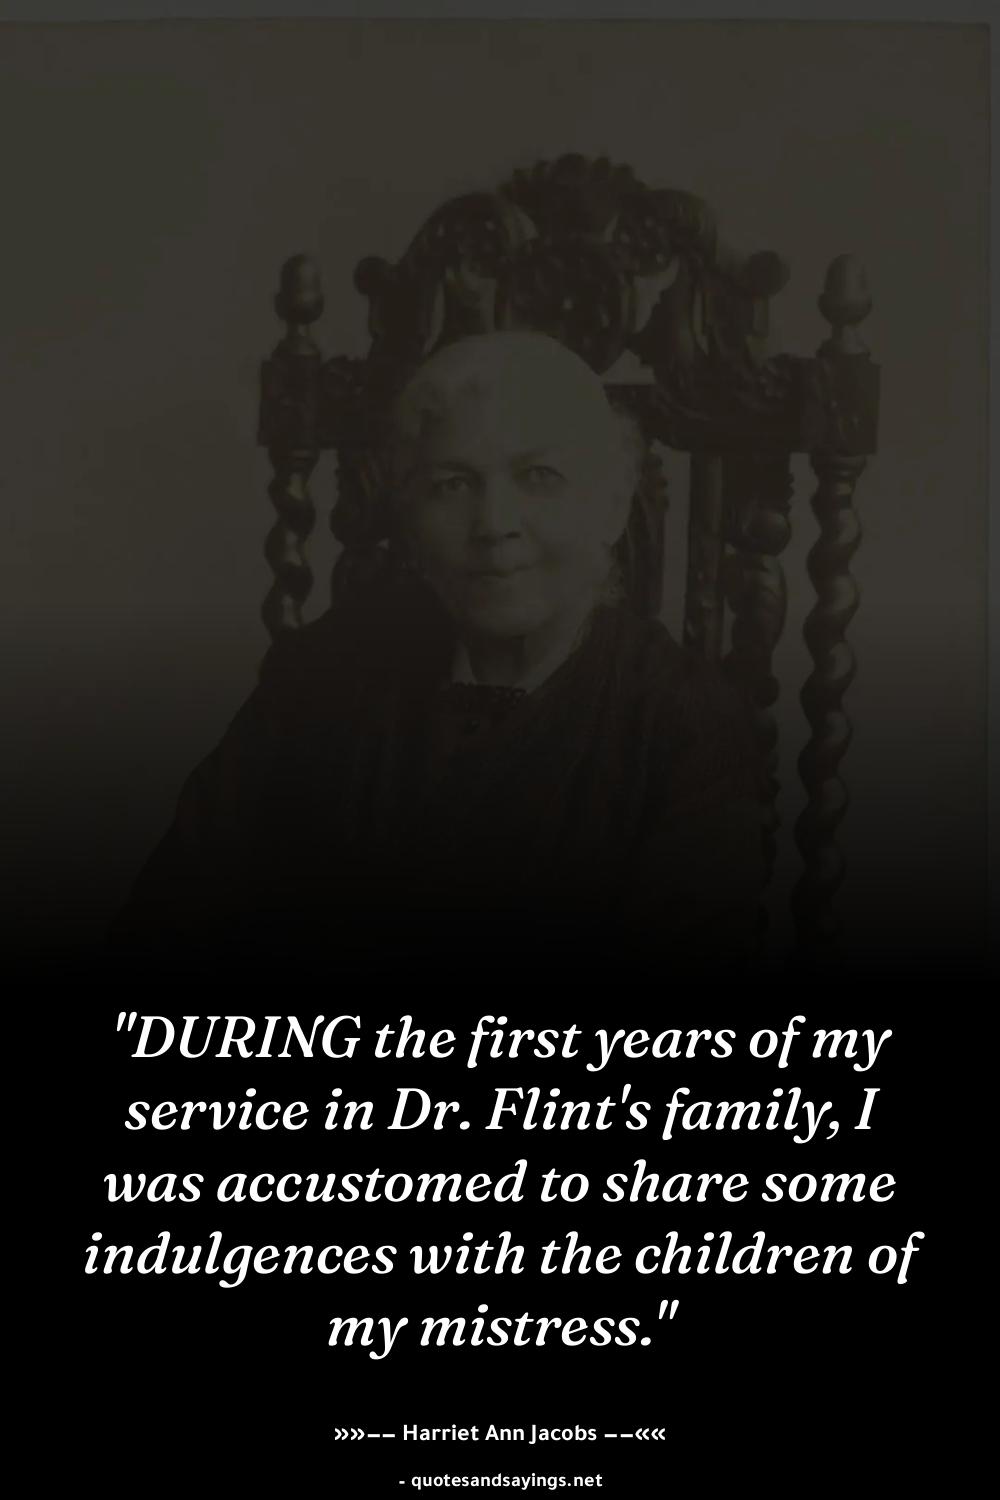 "DURING the first years of my
service in Dr. Flint's family, I
was accustomed to share some
indulgences with the children of
my mistress."
»»–– Harriet Ann Jacobs ––««
- quotesandsayings.net